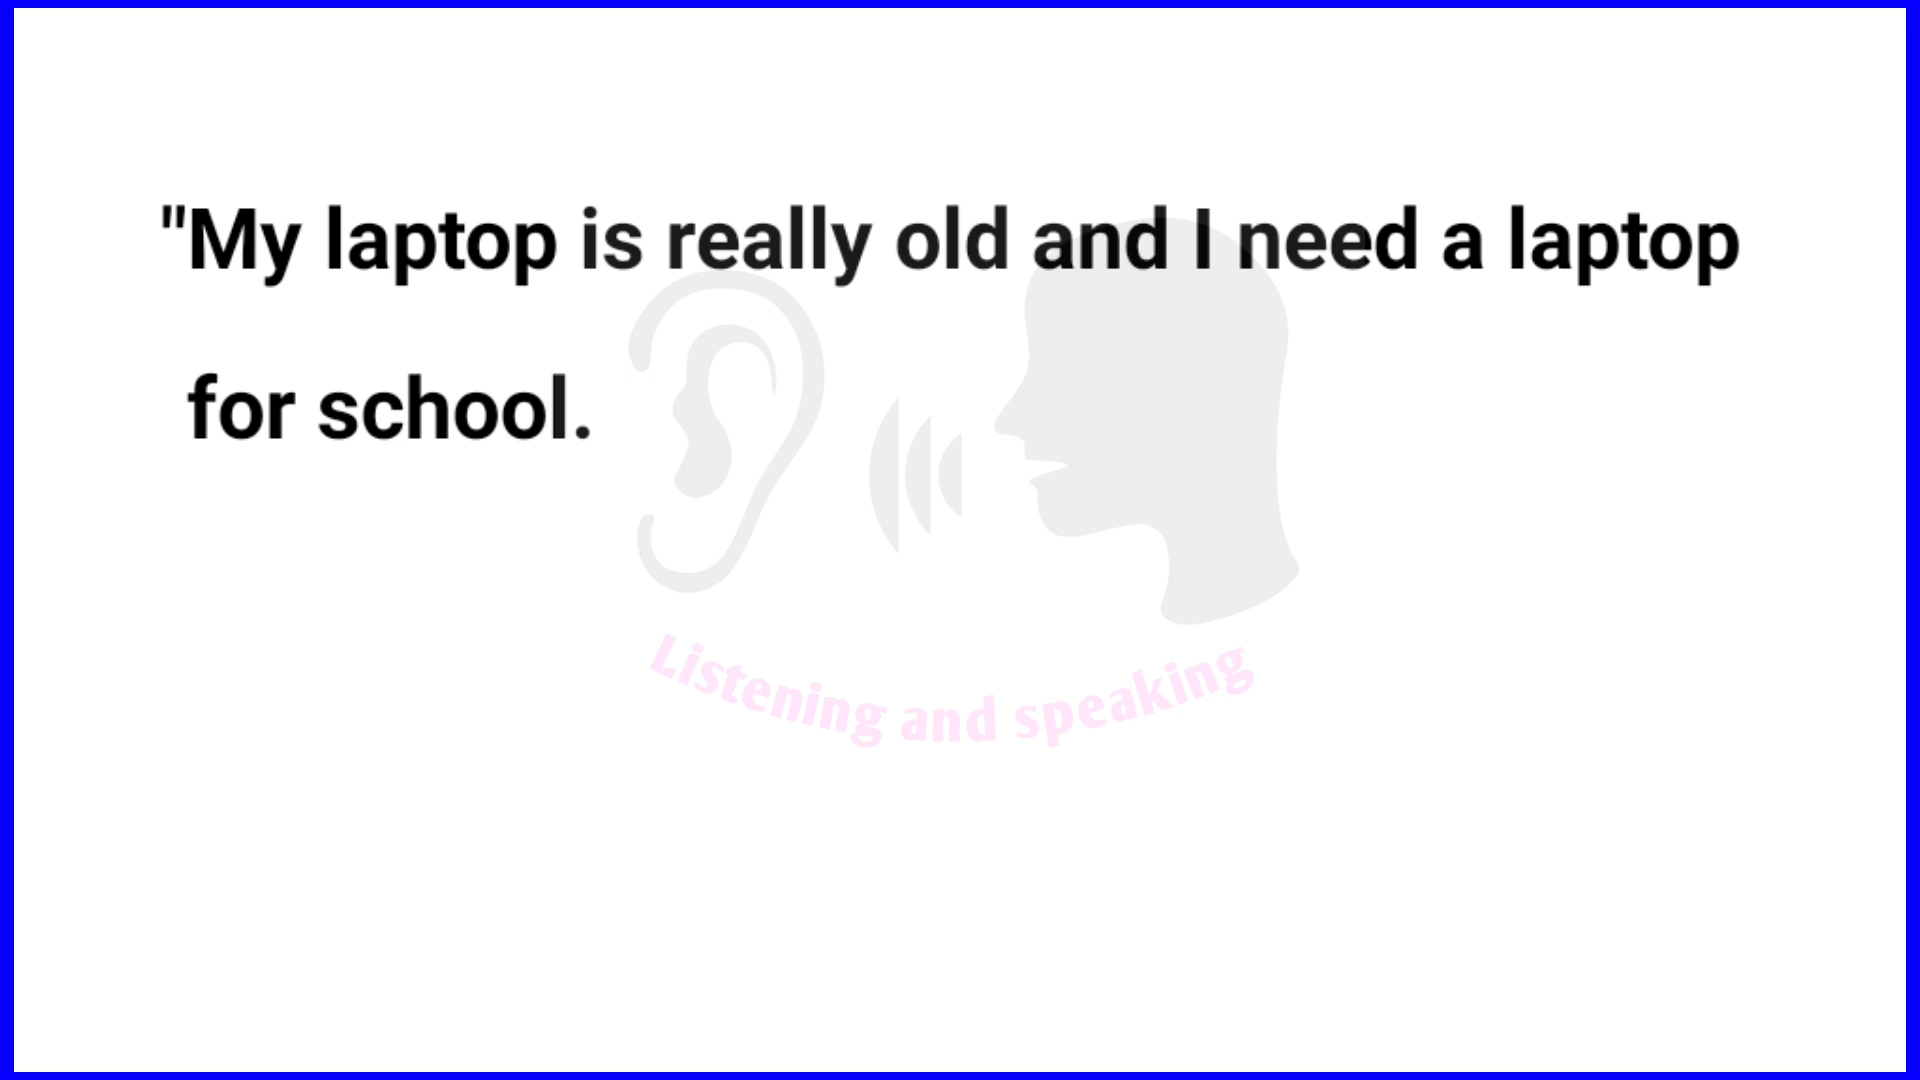 "My laptop is really old and I need a laptop
for school.
Listening and speaking